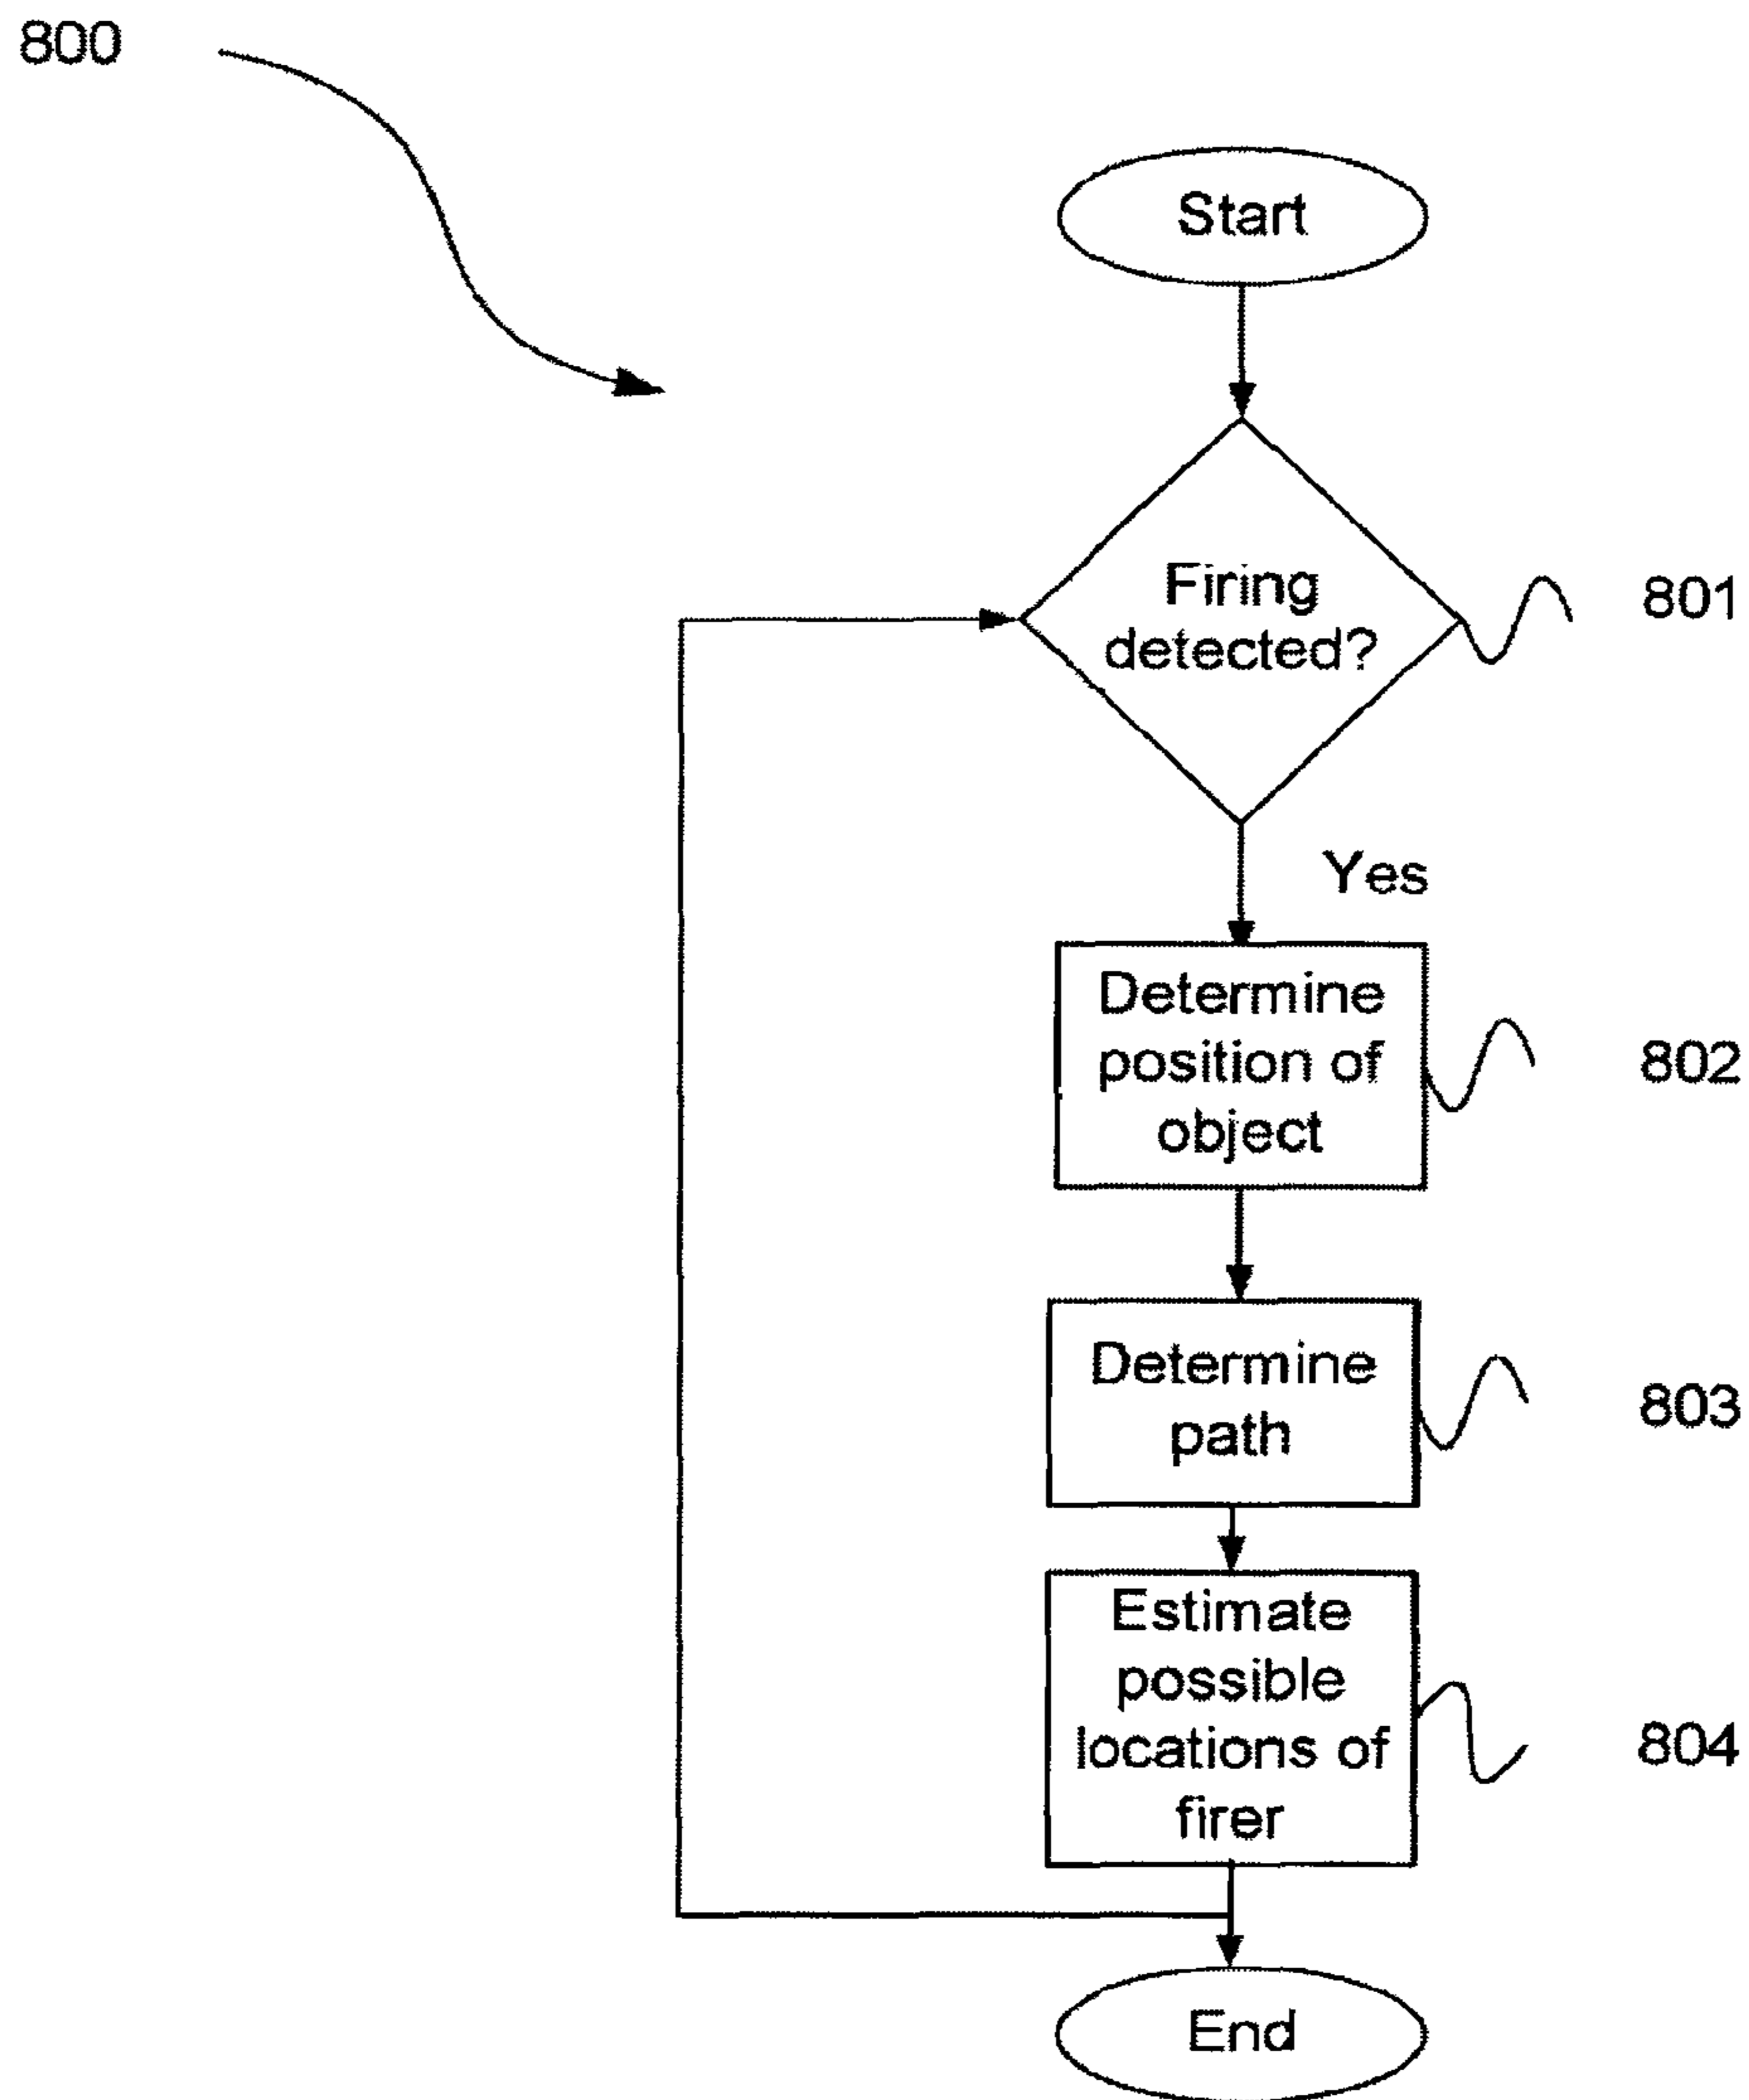 800
Start
Firing
detected?
801
Yes
Determine
position of
object
802
Determine
path
803
Estimate
possible
locations of
firer
804
End